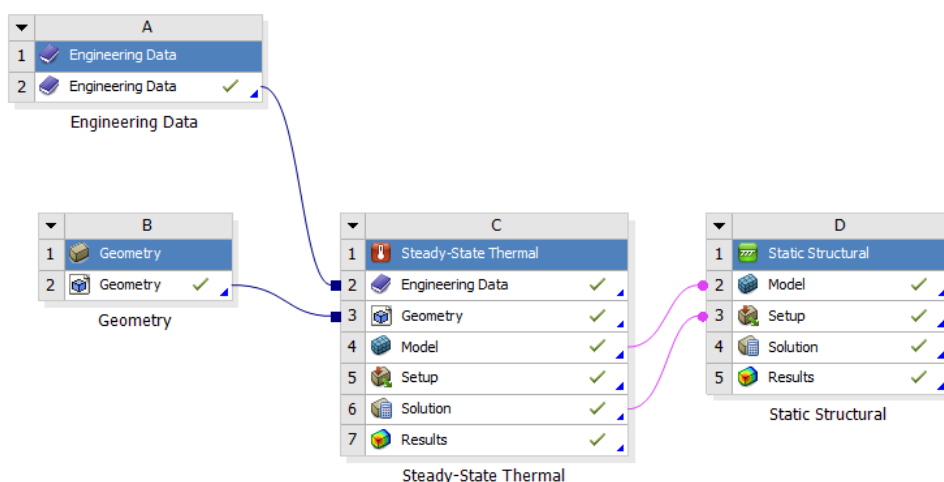 A
1 Engineering Data
2 Engineering Data
Engineering Data
B
1 Geometry
2 Geometry
Geometry
C
1 Steady-State Thermal
2 Engineering Data
3 Geometry
4 Model
5 Setup
6 Solution
7 Results
Steady-State Thermal
D
1 Static Structural
2 Model
3 Setup
4 Solution
5 Results
Static Structural